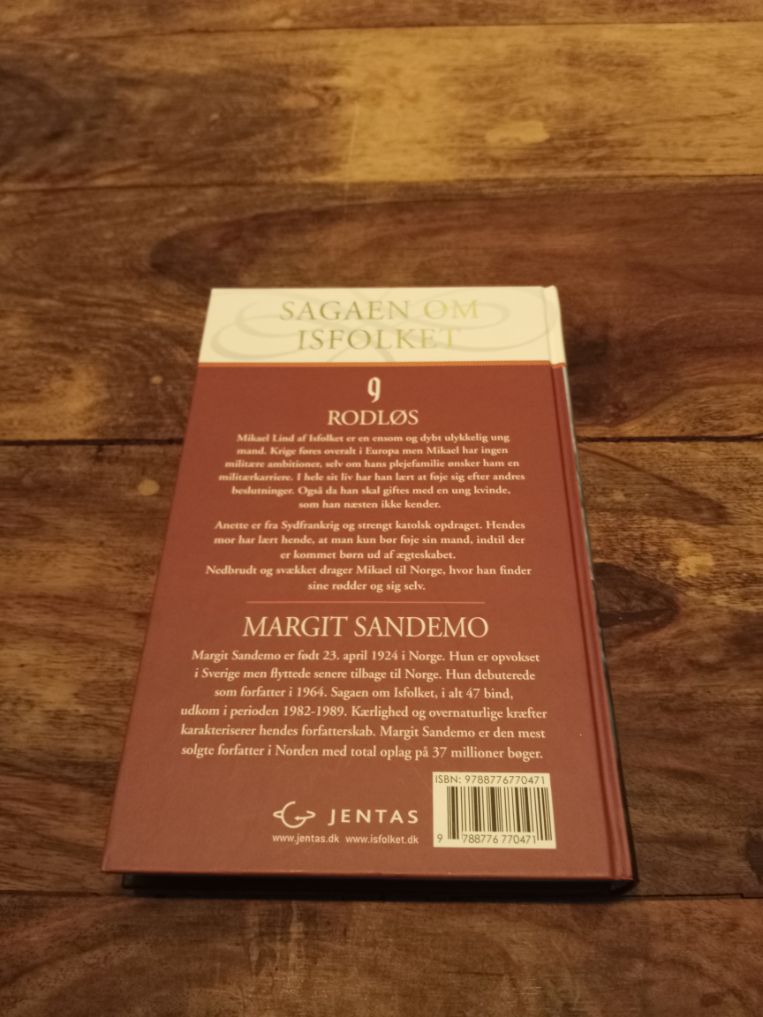 SAGAEN OM
ISFOLKET
9
RODLØS
Mikael Lind af Isfolket er en ensom og dybt ulykkelig ung
mand. Krige føres overalt i Europa men Mikael har ingen
militære ambitioner, selv om hans plejefamilie ønsker ham en
militærkarriere. I hele sit liv har han lært at føje sig efter andres
beslutninger. Også da han skal giftes med en ung kvinde,
som han næsten ikke kender.
Anette er fra Sydfrankrig og strengt katolsk opdraget. Hendes
mor har lært hende, at man kun bør føje sin mand, indtil der
er kommet børn ud af ægteskabet.
Nedbrudt og svækket drager Mikael til Norge, hvor han finder
sine rødder og sig selv.
MARGIT SANDEMO
Margit Sandemo er født 23. april 1924 i Norge. Hun er opvokset
i Sverige men flyttede senere tilbage til Norge. Hun debuterede
som forfatter i 1964. Sagaen om Isfolket, i alt 47 bind,
udkom i perioden 1982-1989. Kærlighed og overnaturlige kræfter
karakteriserer hendes forfatterskab. Margit Sandemo er den mest
solgte forfatter i Norden med total oplag på 37 millioner bøger.
ISBN: 9788776770471
JENTAS
www.jentas.dk www.isfolket.dk
9 788776 770471